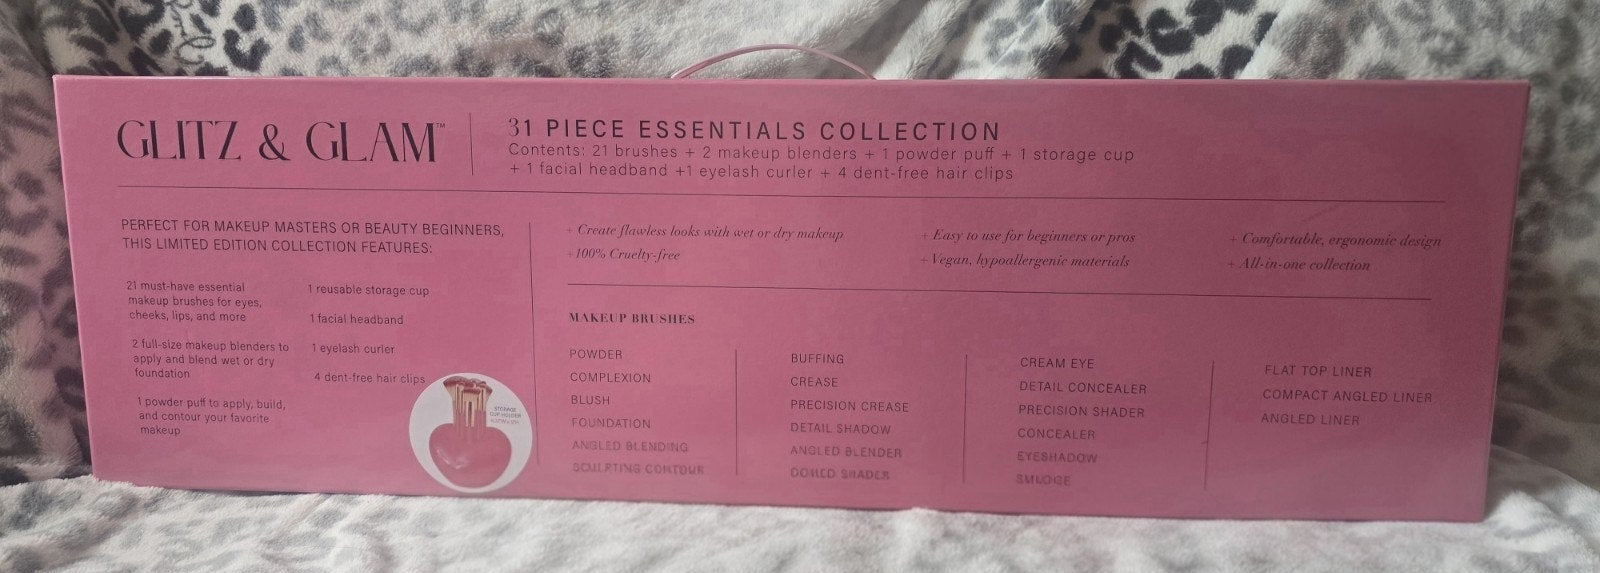 GLITZ & GLAM™
31 PIECE ESSENTIALS COLLECTION
Contents: 21 brushes + 2 makeup blenders + 1 powder puff + 1 storage cup
+ 1 facial headband +1 eyelash curler + 4 dent-free hair clips
PERFECT FOR MAKEUP MASTERS OR BEAUTY BEGINNERS,
THIS LIMITED EDITION COLLECTION FEATURES:
21 must-have essential
makeup brushes for eyes,
cheeks, lips, and more
2 full-size makeup blenders to
apply and blend wet or dry
foundation
1 powder puff to apply, build,
and contour your favorite
makeup
1 reusable storage cup
1 facial headband
1 eyelash curler
4 dent-free hair clips
STORAGE
CUP HOLDER
+ Create flawless looks with wet or dry makeup
+100% Cruelty-free
+ Easy to use for beginners or pros
+ Vegan, hypoallergenic materials
+ Comfortable, ergonomic design
+ All-in-one collection
MAKEUP BRUSHES
POWDER
COMPLEXION
BLUSH
FOUNDATION
ANGLED BLENDING
SCULPTING CONTOUR
BUFFING
CREASE
PRECISION CREASE
DETAIL SHADOW
ANGLED BLENDER
DOMED SHADER
CREAM EYE
DETAIL CONCEALER
PRECISION SHADER
CONCEALER
EYESHADOW
SMUDGE
FLAT TOP LINER
COMPACT ANGLED LINER
ANGLED LINER